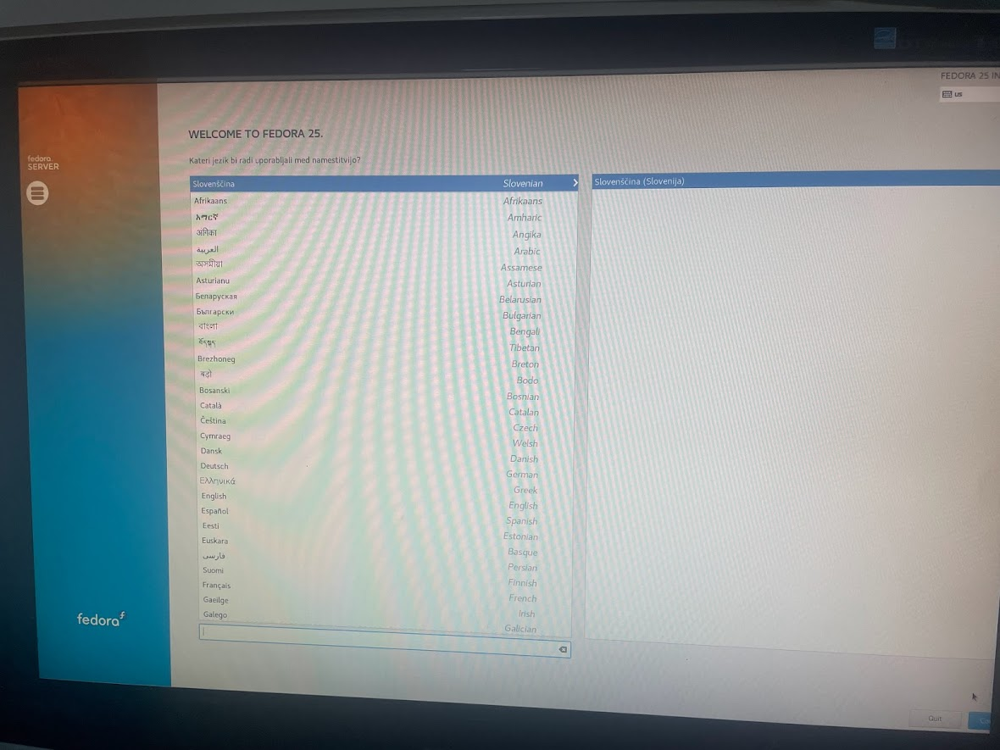 FEDORA 25 IN
us
fedora
SERVER
WELCOME TO FEDORA 25.
Kateri jezik bi radi uporabljali med namestitvijo?
Slovenščina Slovenian
Slovenščina (Slovenija)
Afrikaans Afrikaans
አማርኛ Amharic
अंगिका Angika
العربية Arabic
অসমীয়া Assamese
Asturianu Asturian
Беларуская Belarusian
Български Bulgarian
বাংলা Bengali
བོད་སྐད་ Tibetan
Brezhoneg Breton
बड़ो Bodo
Bosanski Bosnian
Català Catalan
Čeština Czech
Cymraeg Welsh
Dansk Danish
Deutsch German
Ελληνικά Greek
English English
Español Spanish
Eesti Estonian
Euskara Basque
فارسی Persian
Suomi Finnish
Français French
Gaeilge Irish
Galego Galician
fedora
Quit